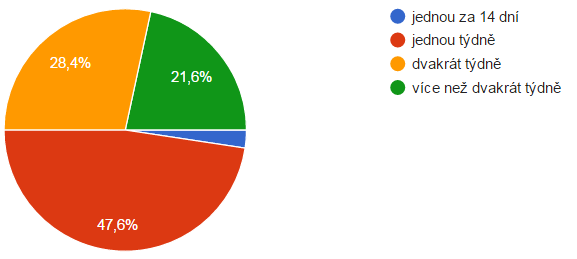 jednou za 14 dní
jednou týdně
dvakrát týdně
více než dvakrát týdně
28,4%
21,6%
47,6%